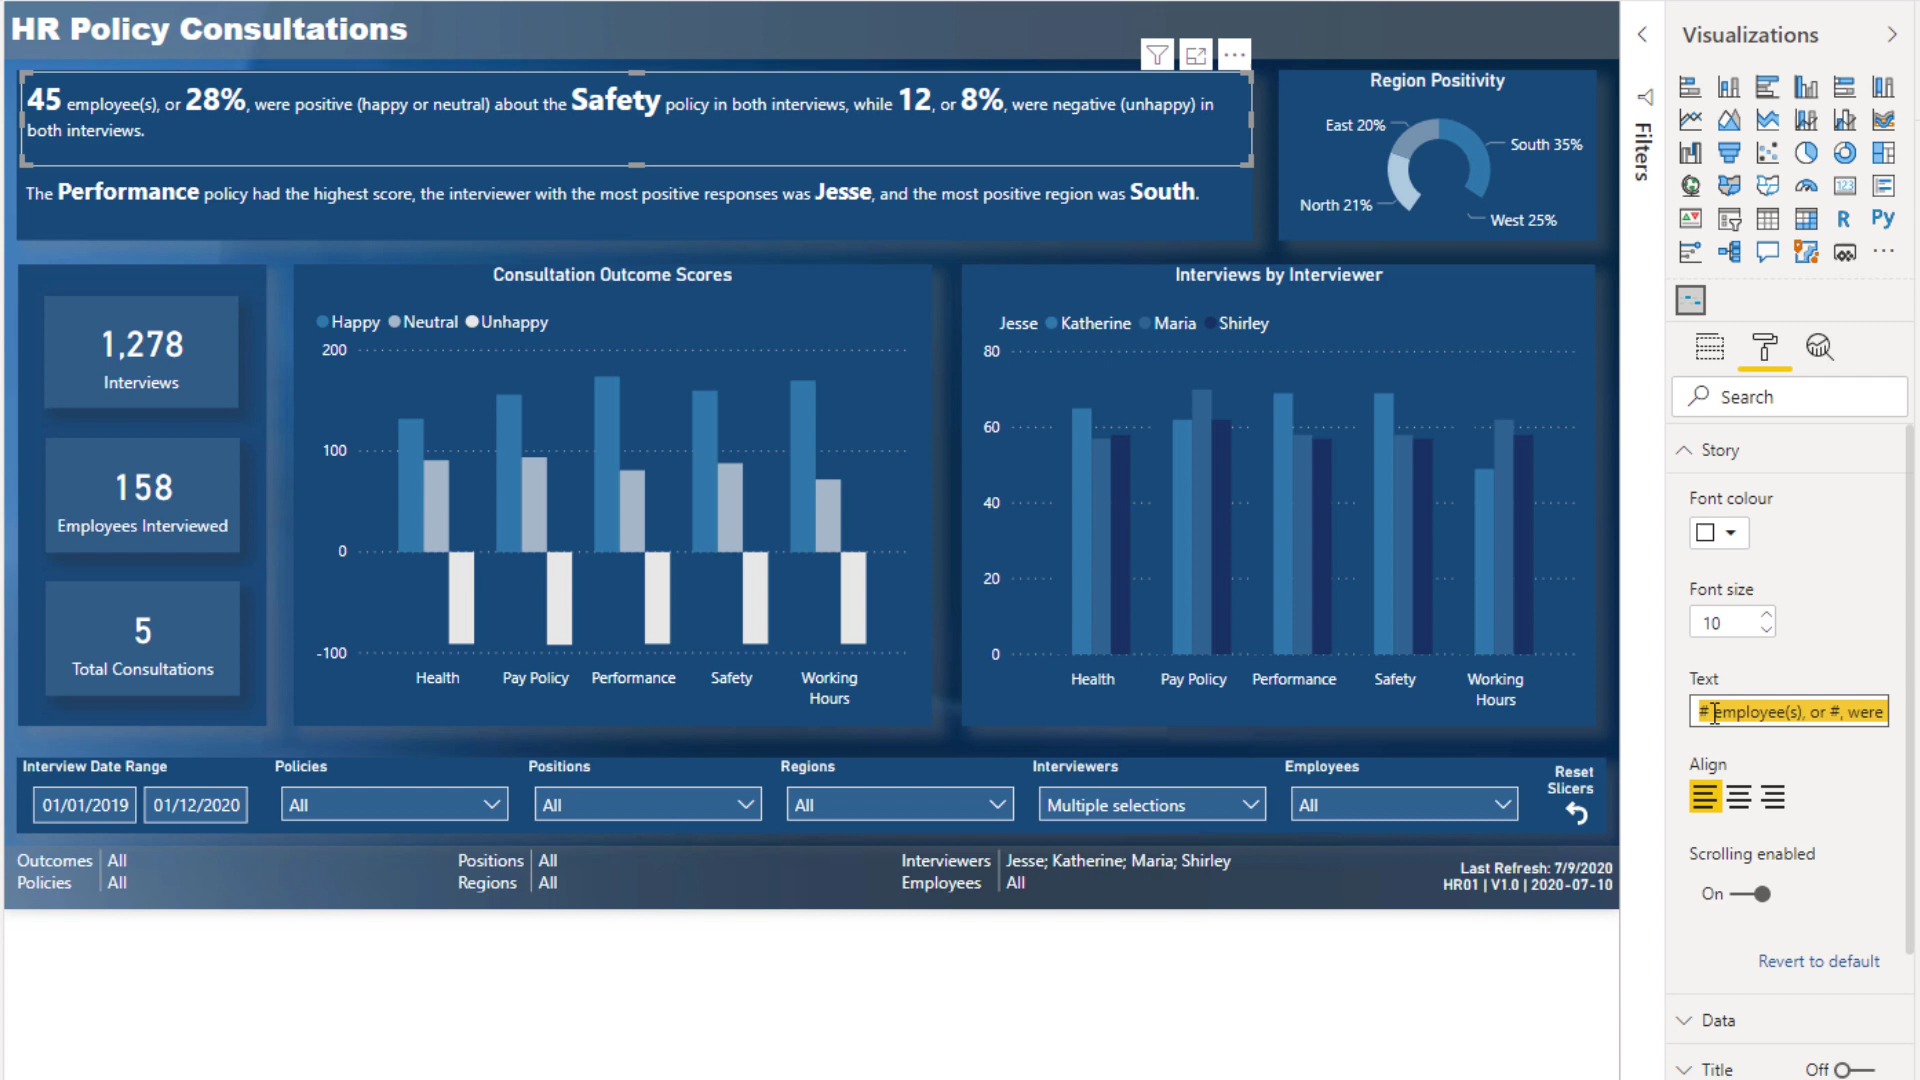 HR Policy Consultations
45 employee(s), or 28%, were positive (happy or neutral) about the Safety policy in both interviews, while 12, or 8%, were negative (unhappy) in
both interviews.
The Performance policy had the highest score, the interviewer with the most positive responses was Jesse, and the most positive region was South.
Region Positivity
East 20%
South 35%
North 21%
West 25%
1,278
Interviews
158
Employees Interviewed
5
Total Consultations
Consultation Outcome Scores
Happy Neutral Unhappy
200
100
0
-100
Health Pay Policy Performance Safety Working
Hours
Interviews by Interviewer
Jesse Katherine Maria Shirley
80
60
40
20
0
Health Pay Policy Performance Safety Working
Hours
Interview Date Range
01/01/2019 01/12/2020
Policies
All
Positions
All
Regions
All
Interviewers
Multiple selections
Employees
All
Reset
Slicers
Outcomes All
Policies All
Positions All
Regions All
Interviewers Jesse; Katherine; Maria; Shirley
Employees All
Last Refresh: 7/9/2020
HR01 | V1.0 | 2020-07-10
Filters
Visualizations
123
R
Py
Search
Story
Font colour
Font size
10
Text
# employee(s), or #, were
Align
Scrolling enabled
On
Revert to default
Data
Title Off